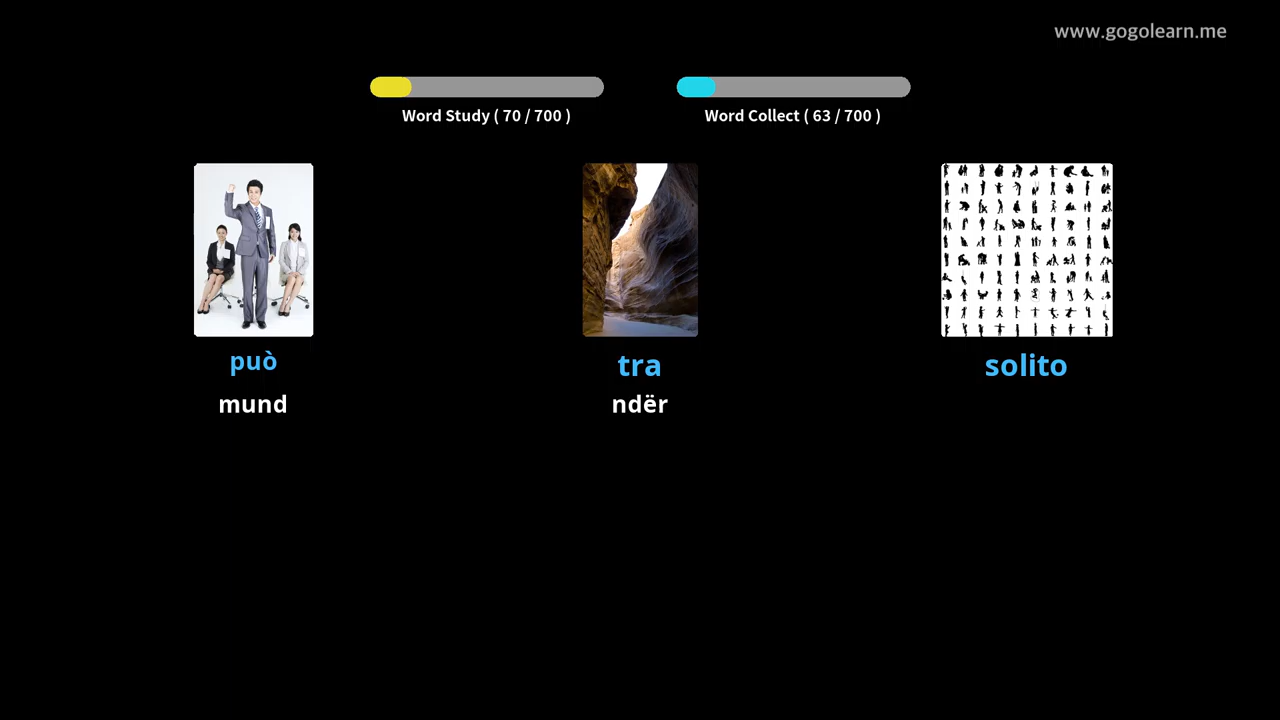 www.gogolearn.me
Word Study ( 70 / 700 )
Word Collect ( 63 / 700 )
può
tra
solito
mund
ndër